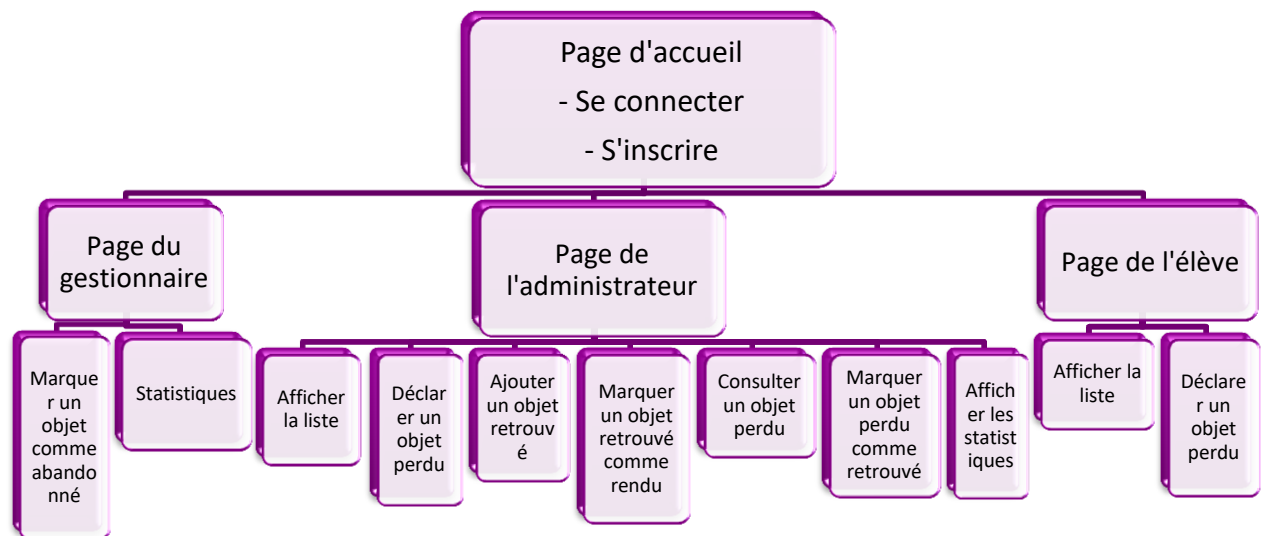 Page d'accueil
- Se connecter
- S'inscrire
Page du
gestionnaire
Page de
l'administrateur
Page de l'élève
Marque
r un
objet
comme
abando
nné
Statistiques
Afficher
la liste
Déclar
er un
objet
perdu
Ajouter
un objet
retrouv
é
Marquer
un objet
retrouvé
comme
rendu
Consulter
un objet
perdu
Marquer
un objet
perdu
comme
retrouvé
Affich
er les
statist
iques
Afficher la
liste
Déclare
r un
objet
perdu